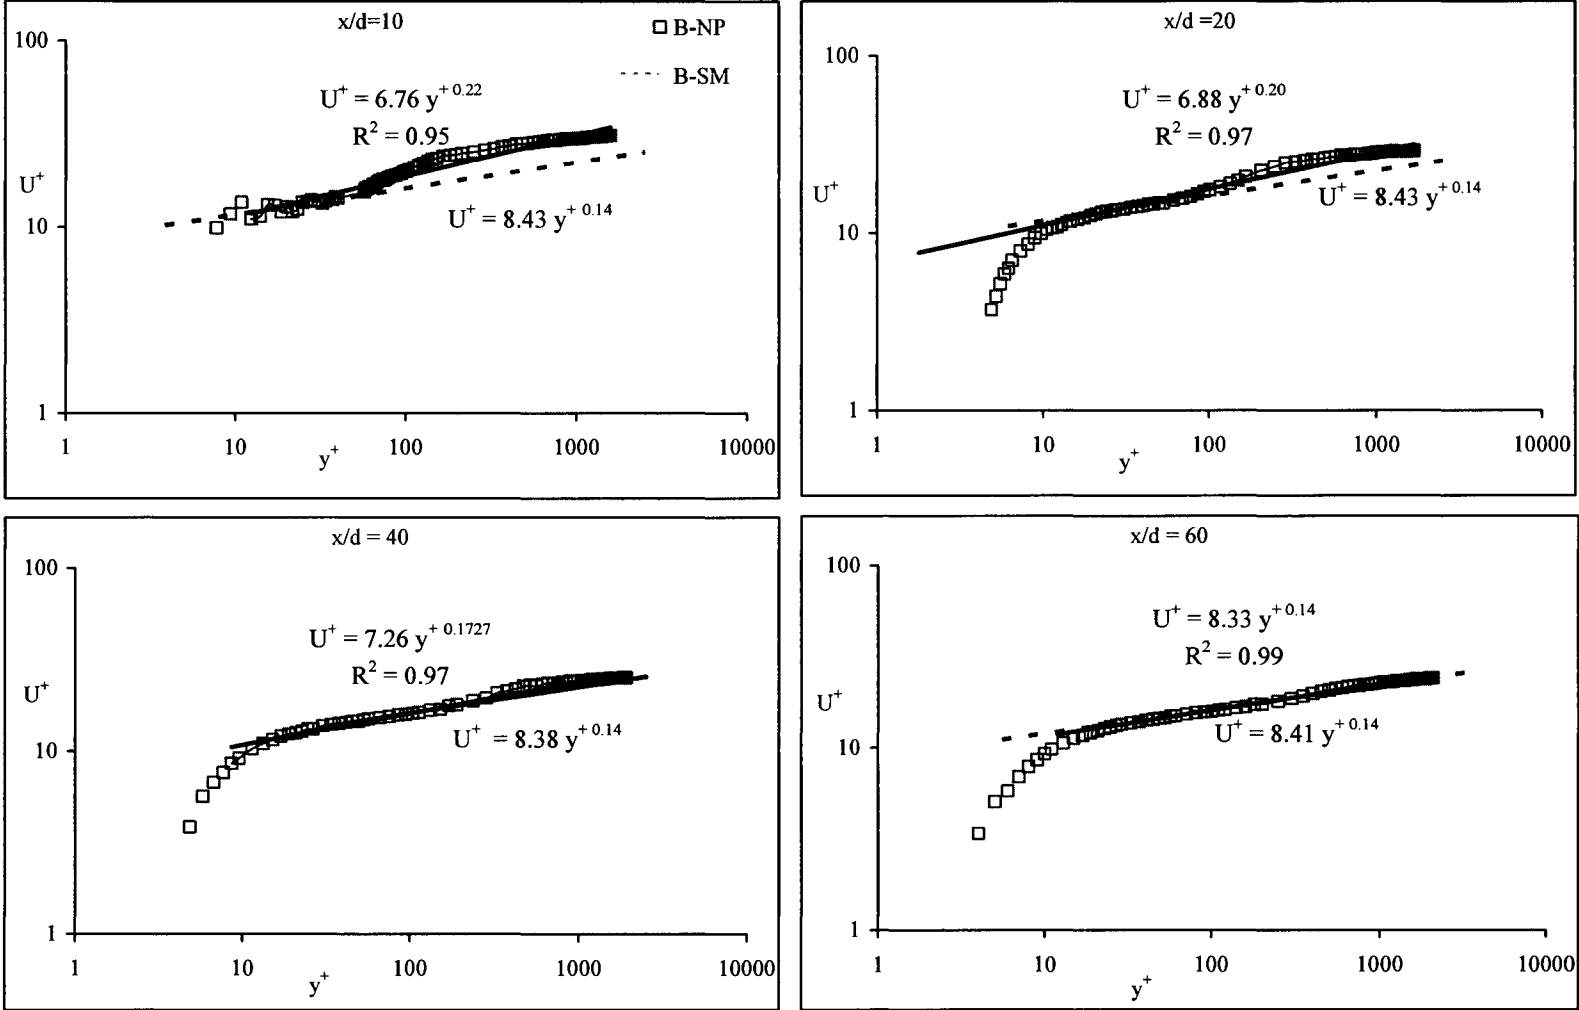 x/d=10
B-NP
B-SM
100
U⁺ = 6.76 y⁺ ⁰·²²
R² = 0.95
U⁺
U⁺ = 8.43 y⁺ ⁰·¹⁴
10
1
1 10 100 1000 10000
y⁺
x/d =20
100
U⁺ = 6.88 y⁺ ⁰·²⁰
R² = 0.97
U⁺
U⁺ = 8.43 y⁺ ⁰·¹⁴
10
1
1 10 100 1000 10000
y⁺
x/d = 40
100
U⁺ = 7.26 y⁺ ⁰·¹⁷²⁷
R² = 0.97
U⁺
U⁺ = 8.38 y⁺ ⁰·¹⁴
10
1
1 10 100 1000 10000
y⁺
x/d = 60
100
U⁺ = 8.33 y⁺ ⁰·¹⁴
R² = 0.99
U⁺
U⁺ = 8.41 y⁺ ⁰·¹⁴
10
1
1 10 100 1000 10000
y⁺